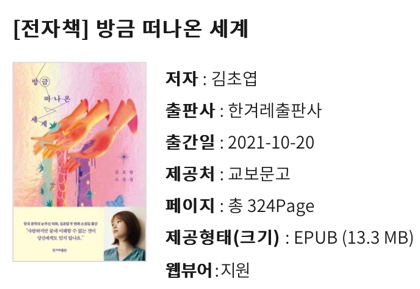 [전자책] 방금 떠나온 세계
방금
떠나온
세계
저자 : 김초엽
출판사 : 한겨레출판사
출간일 : 2021-10-20
제공처 : 교보문고
페이지 : 총 324Page
제공형태(크기) : EPUB (13.3 MB)
웹뷰어 :지원